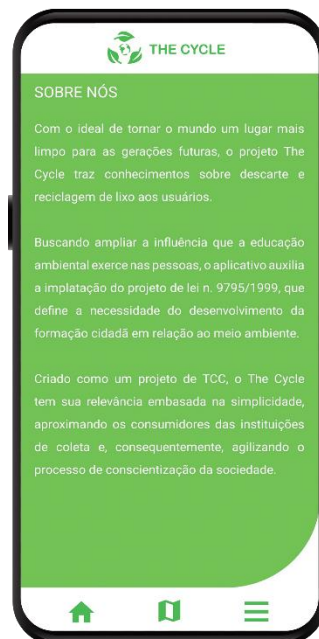 THE CYCLE
SOBRE NÓS
Com o ideal de tornar o mundo um lugar mais
limpo para as gerações futuras, o projeto The
Cycle traz conhecimentos sobre descarte e
reciclagem de lixo aos usuários.
Buscando ampliar a influência que a educação
ambiental exerce nas pessoas, o aplicativo auxilia
a implatação do projeto de lei n. 9795/1999, que
define a necessidade do desenvolvimento da
formação cidadã em relação ao meio ambiente.
Criado como um projeto de TCC, o The Cycle
tem sua relevância embasada na simplicidade,
aproximando os consumidores das instituições
de coleta e, consequentemente, agilizando o
processo de conscientização da sociedade.